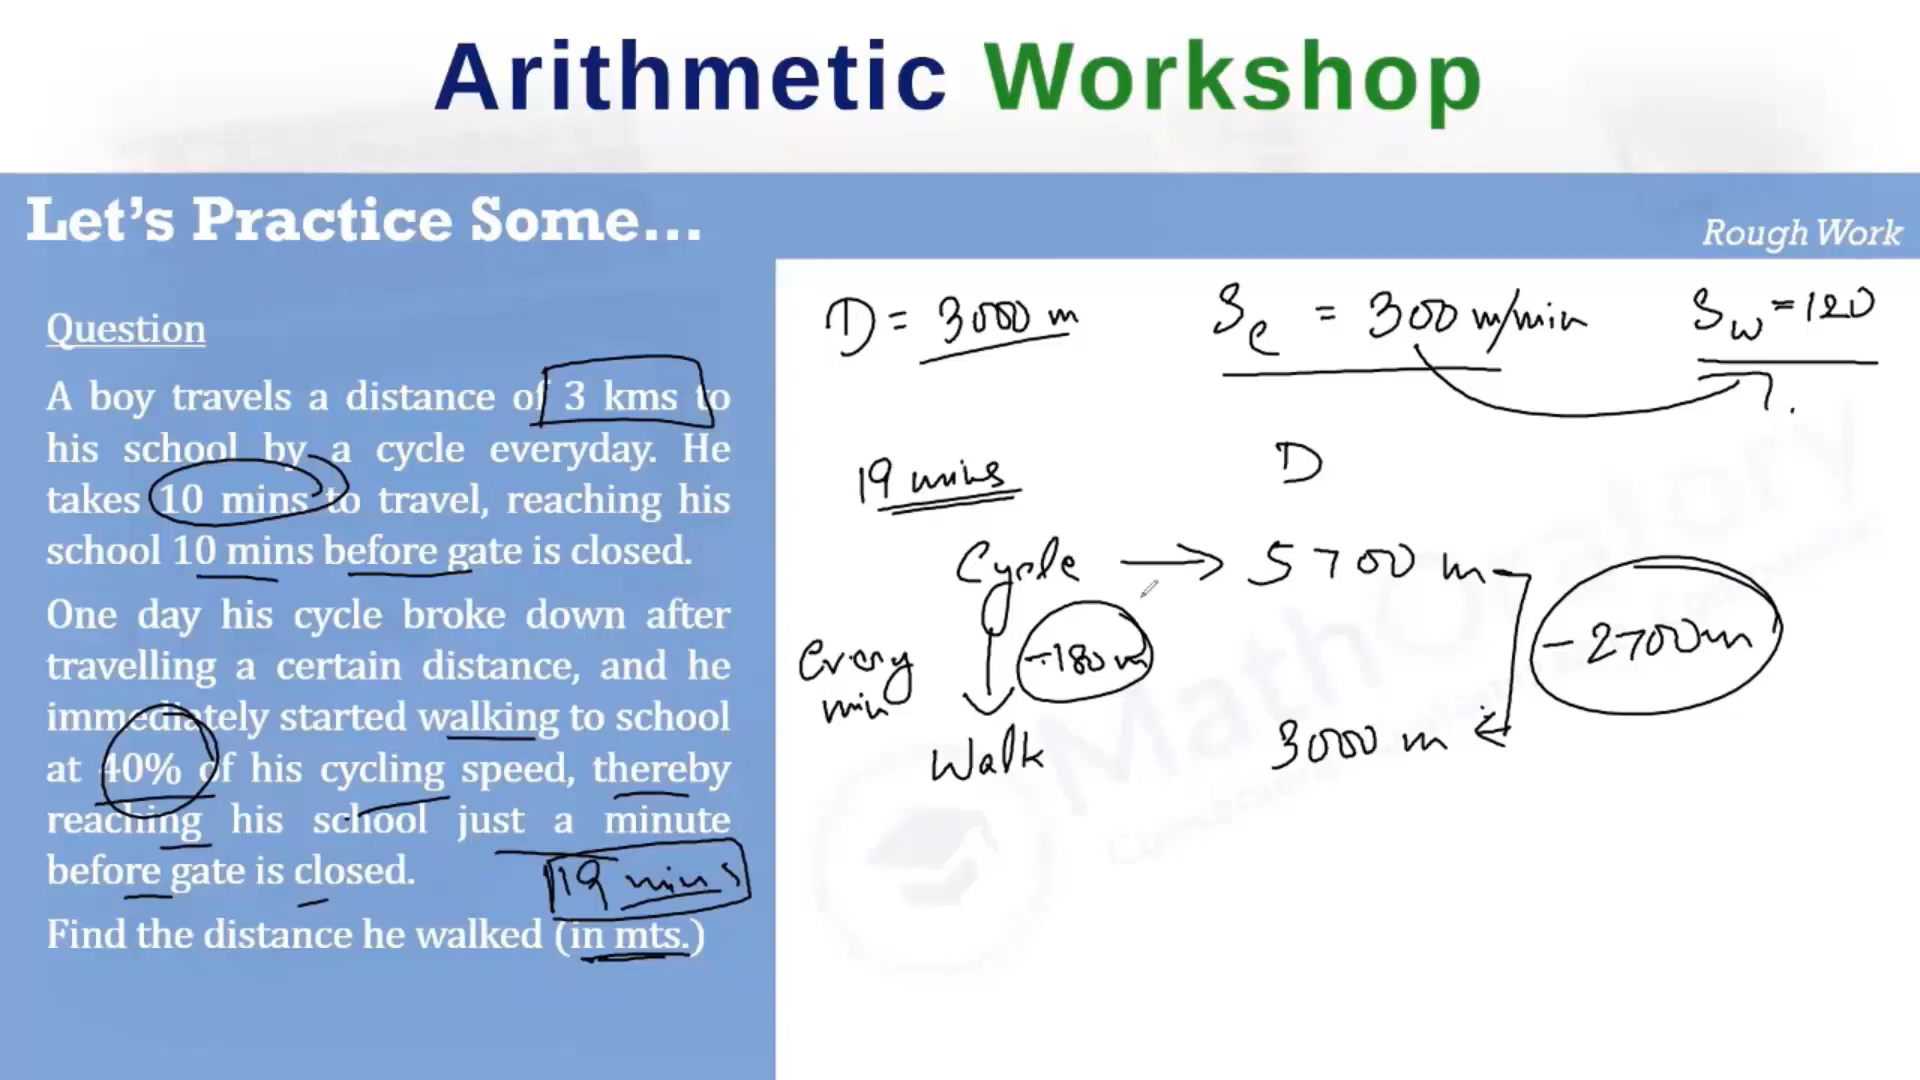 Arithmetic Workshop
Let's Practice Some...
Rough Work
Question
A boy travels a distance of 3 kms to
his school by a cycle everyday. He
takes 10 mins to travel, reaching his
school 10 mins before gate is closed.
One day his cycle broke down after
travelling a certain distance, and he
immediately started walking to school
at 40% of his cycling speed, thereby
reaching his school just a minute
before gate is closed.
19 mins
Find the distance he walked (in mts.)
D = 3000 m
Sc = 300 m/min
Sw = 120
19 mins
D
Cycle → 5700 m
every
min
-180 m
-2700m
Walk
3000 m
MathOratory